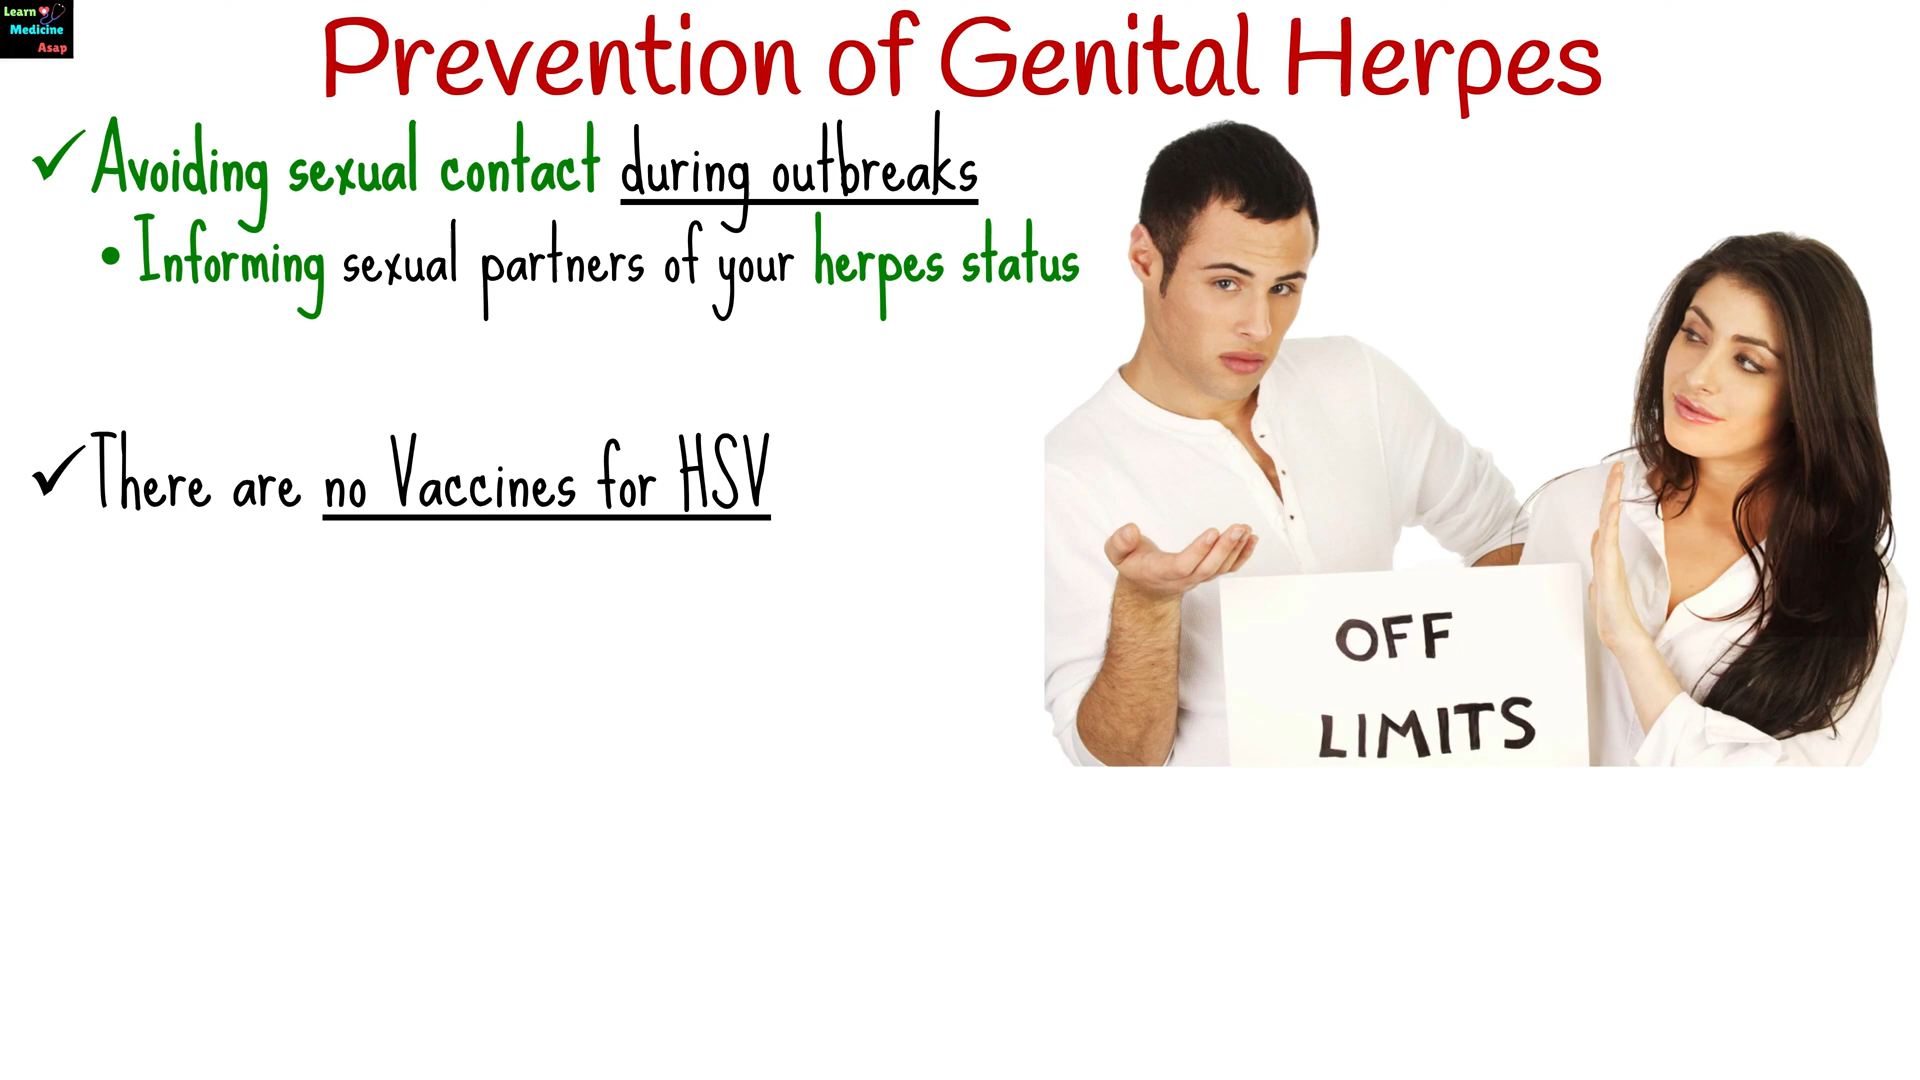 Learn
Medicine
Asap
Prevention of Genital Herpes
✓ Avoiding sexual contact during outbreaks
• Informing sexual partners of your herpes status
✓ There are no Vaccines for HSV
OFF
LIMITS